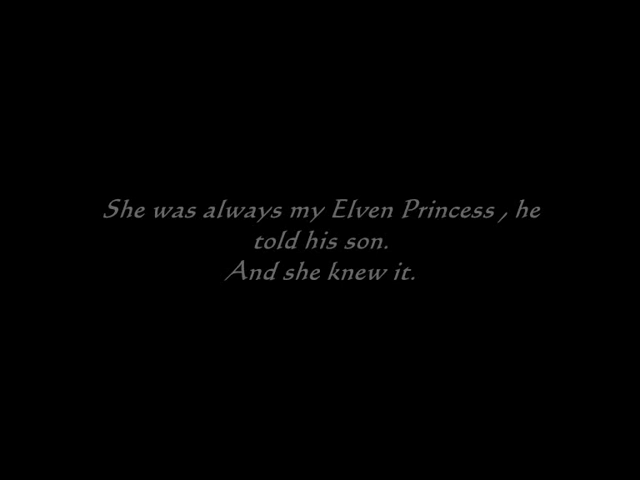 She was always my Elven Princess , he
told his son.
And she knew it.